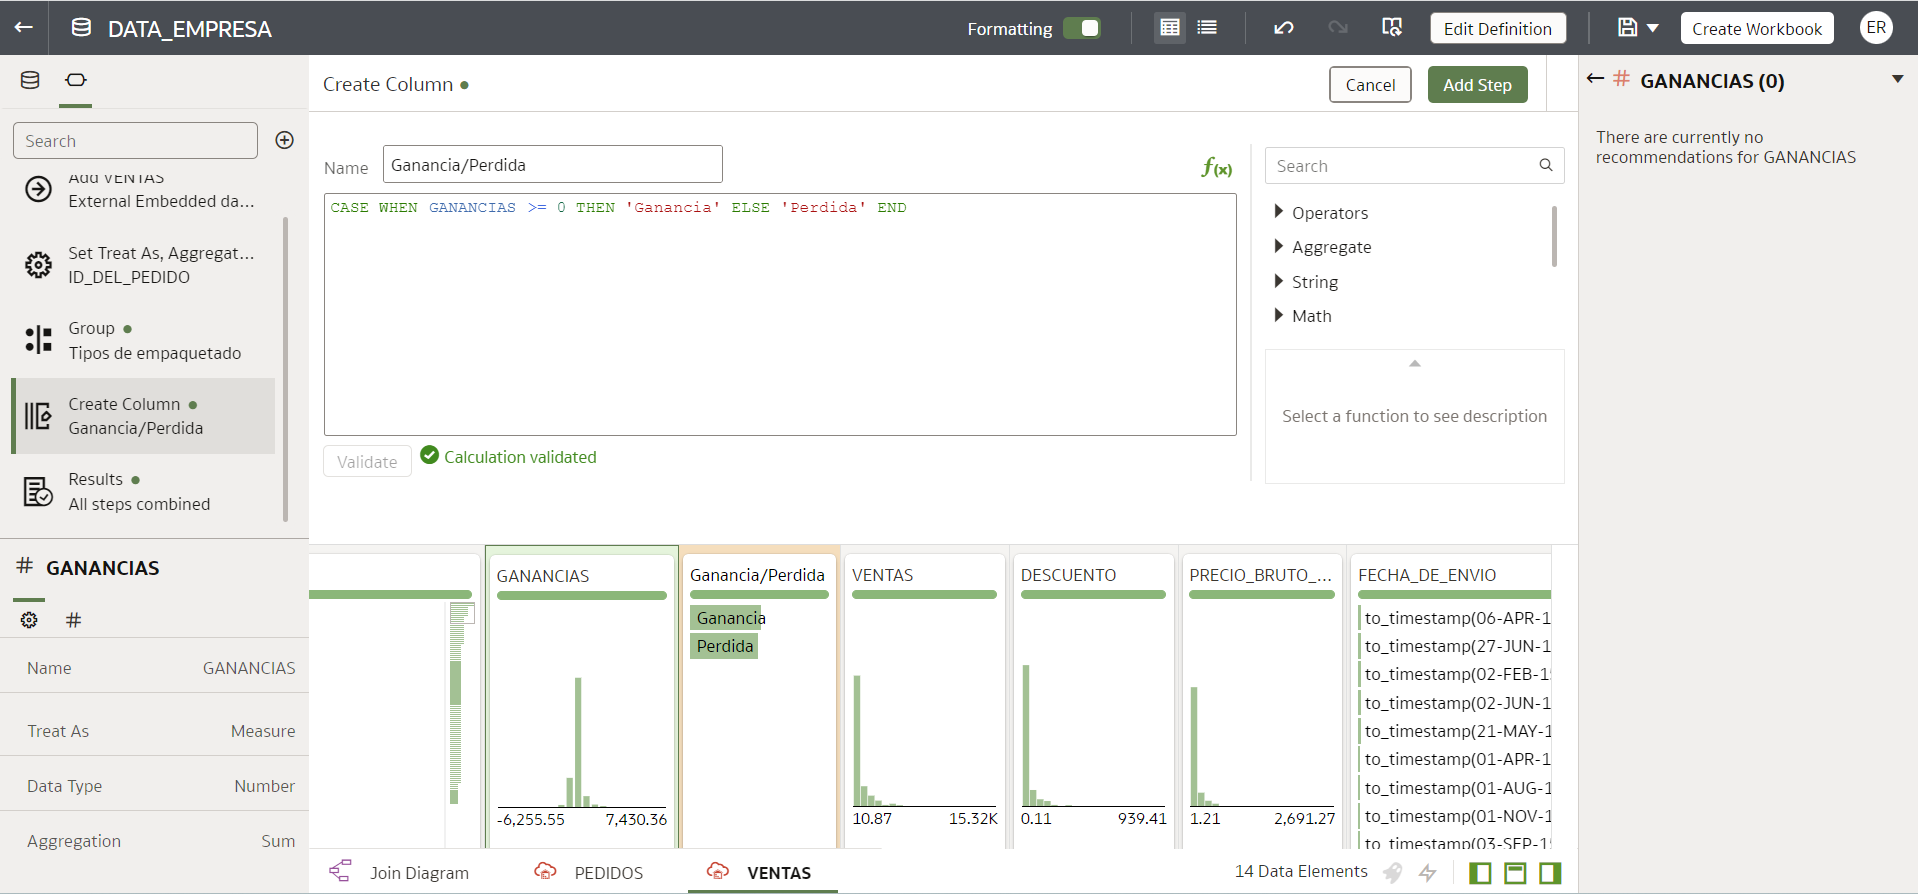 DATA_EMPRESA
Formatting
Edit Definition
Create Workbook
ER
Search
Add VENTAS
External Embedded da...
Set Treat As, Aggregat...
ID_DEL_PEDIDO
Group
Tipos de empaquetado
Create Column
Ganancia/Perdida
Results
All steps combined
# GANANCIAS
#
Name GANANCIAS
Treat As Measure
Data Type Number
Aggregation Sum
Create Column
Cancel
Add Step
Name Ganancia/Perdida
f(x)
CASE WHEN GANANCIAS >= 0 THEN 'Ganancia' ELSE 'Perdida' END
Validate
Calculation validated
Search
Operators
Aggregate
String
Math
Select a function to see description
# GANANCIAS (0)
There are currently no
recommendations for GANANCIAS
GANANCIAS
-6,255.55 7,430.36
Ganancia/Perdida
Ganancia
Perdida
VENTAS
10.87 15.32K
DESCUENTO
0.11 939.41
PRECIO_BRUTO_...
1.21 2,691.27
FECHA_DE_ENVIO
to_timestamp(06-APR-1
to_timestamp(27-JUN-1
to_timestamp(02-FEB-1
to_timestamp(02-JUN-1
to_timestamp(21-MAY-1
to_timestamp(01-APR-1
to_timestamp(01-AUG-1
to_timestamp(01-NOV-1
to_timestamp(03-SEP-1
Join Diagram
PEDIDOS
VENTAS
14 Data Elements